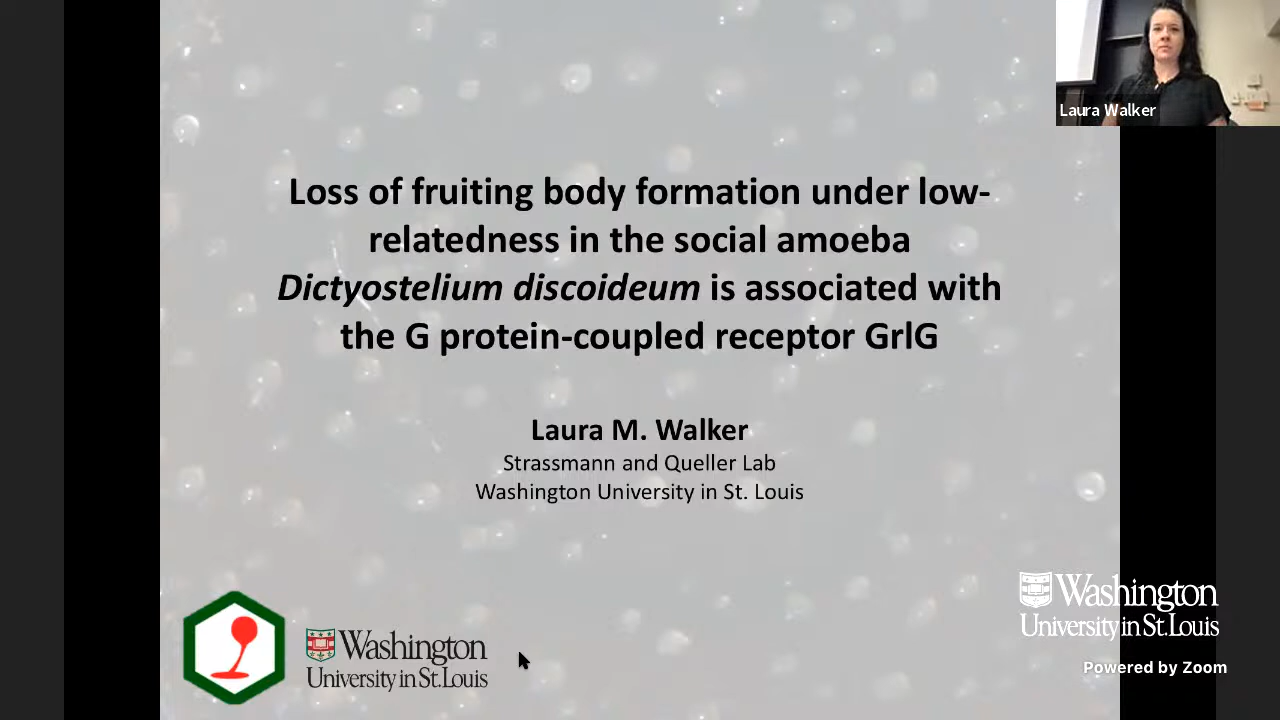 Laura Walker
Loss of fruiting body formation under low-
relatedness in the social amoeba
Dictyostelium discoideum is associated with
the G protein-coupled receptor GrlG
Laura M. Walker
Strassmann and Queller Lab
Washington University in St. Louis
Washington
University in St. Louis
Washington
University in St. Louis
Powered by Zoom